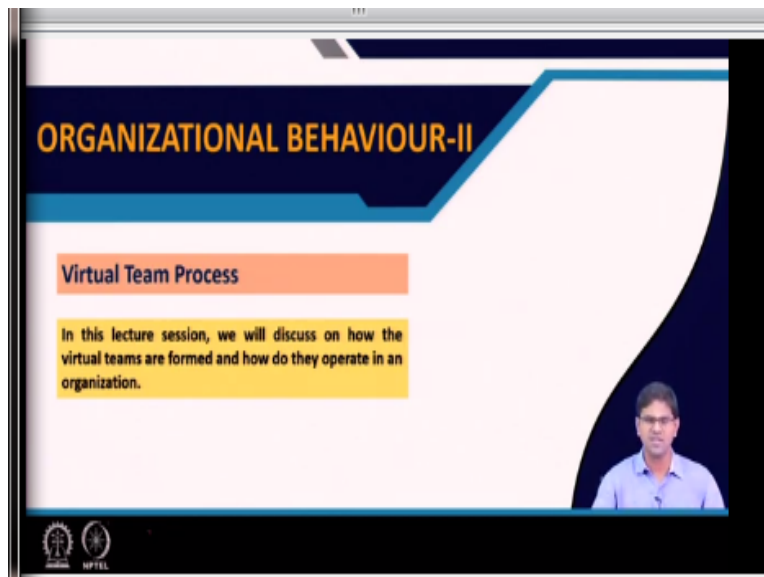 ORGANIZATIONAL BEHAVIOUR-II
Virtual Team Process
In this lecture session, we will discuss on how the
virtual teams are formed and how do they operate in an
organization.
NPTEL